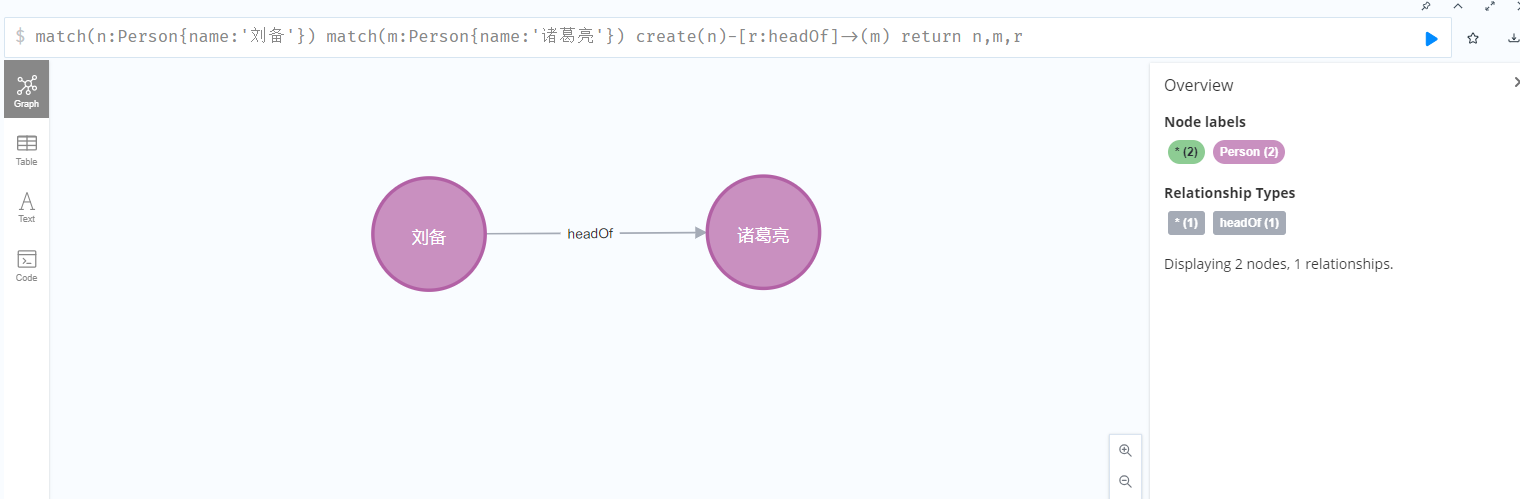 $ match(n:Person{name:'刘备'}) match(m:Person{name:'诸葛亮'}) create(n)-[r:headOf]->(m) return n,m,r
Graph
Table
Text
Code
刘备
headOf
诸葛亮
Overview
Node labels
* (2) Person (2)
Relationship Types
* (1) headOf (1)
Displaying 2 nodes, 1 relationships.